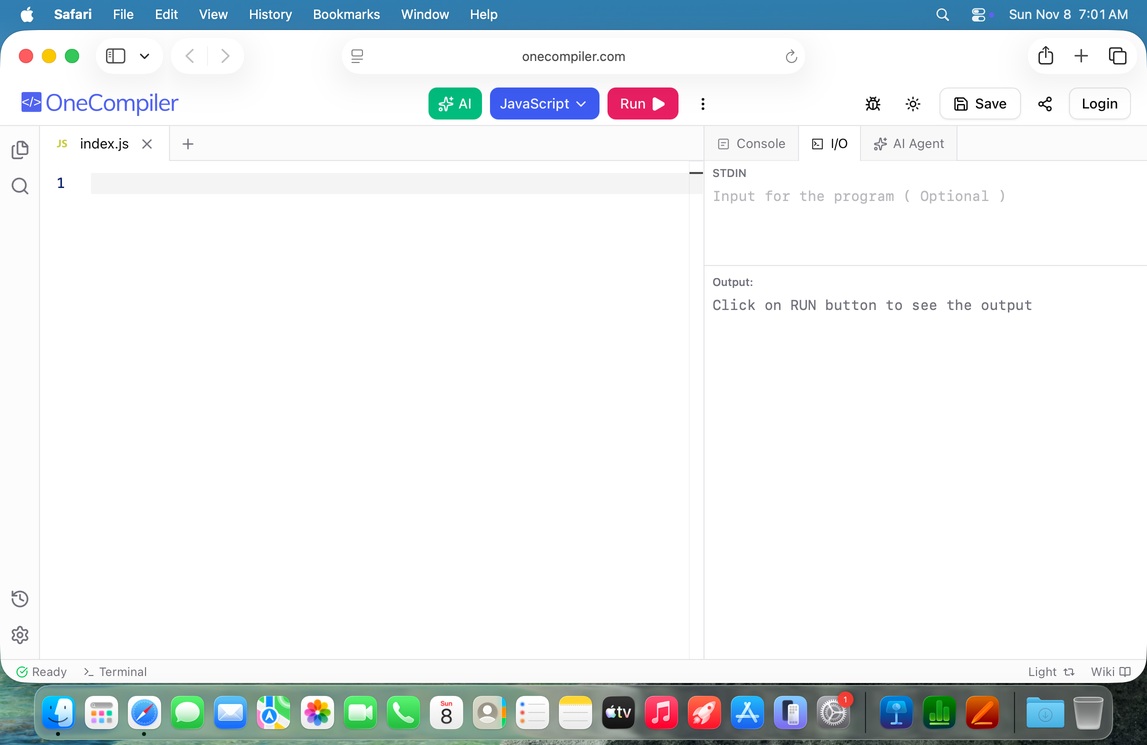 Safari File Edit View History Bookmarks Window Help Sun Nov 8 7:01 AM
onecompiler.com
</> OneCompiler AI JavaScript Run Save Login
JS index.js Console I/O AI Agent
1
STDIN
Input for the program ( Optional )
Output:
Click on RUN button to see the output
Ready >_ Terminal Light Wiki
Sun
8
tv
1